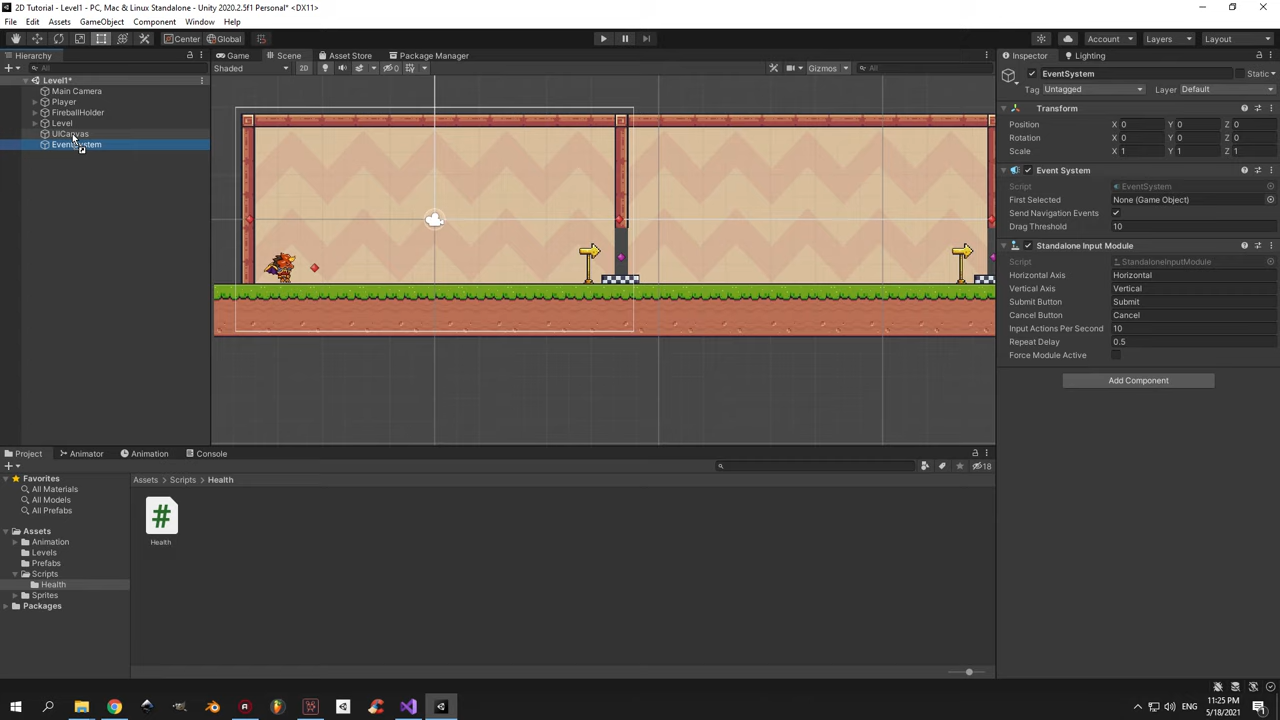 2D Tutorial - Level1 - PC, Mac & Linux Standalone - Unity 2020.2.5f1 Personal* <DX11>
File Edit Assets GameObject Component Window Help
Center Global Account Layers Layout
Hierarchy Game Scene Asset Store Package Manager Inspector Lighting
All Shaded 2D 0 Gizmos All EventSystem Static
Level1*
Main Camera
Player
FireballHolder
Level
UICanvas
EventSystem
Tag Untagged Layer Default
Transform
Position X 0 Y 0 Z 0
Rotation X 0 Y 0 Z 0
Scale X 1 Y 1 Z 1
Event System
Script EventSystem
First Selected None (Game Object)
Send Navigation Events
Drag Threshold 10
Standalone Input Module
Script StandaloneInputModule
Horizontal Axis Horizontal
Vertical Axis Vertical
Submit Button Submit
Cancel Button Cancel
Input Actions Per Second 10
Repeat Delay 0.5
Force Module Active
Add Component
Project Animator Animation Console
18
Favorites
All Materials
All Models
All Prefabs
Assets
Animation
Levels
Prefabs
Scripts
Health
Sprites
Packages
Assets Scripts Health
#
Health
ENG
11:25 PM
5/18/2021
1